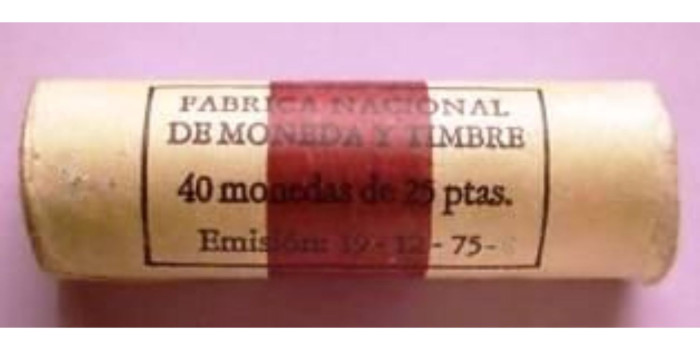 FABRICA NACIONAL
DE MONEDA Y TIMBRE
40 monedas de 25 ptas.
Emisión: 19-12-75-